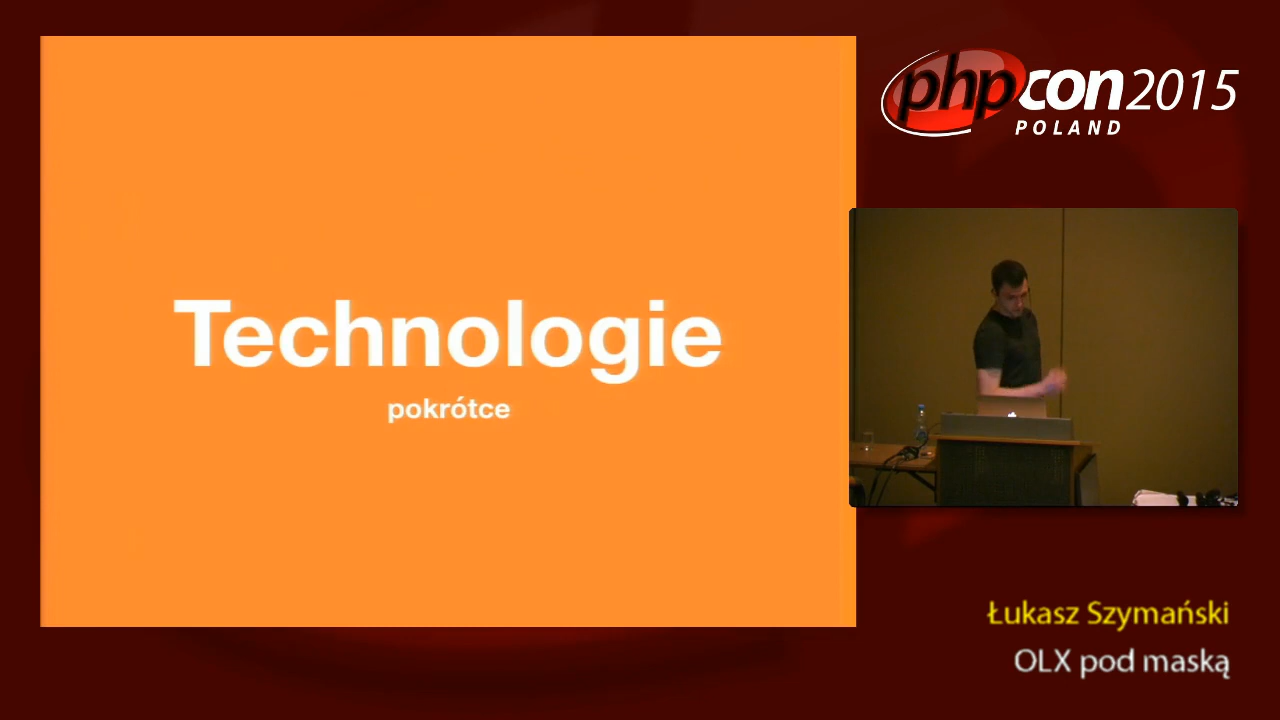 Technologie
pokrótce
phpcon2015
POLAND
Łukasz Szymański
OLX pod maską